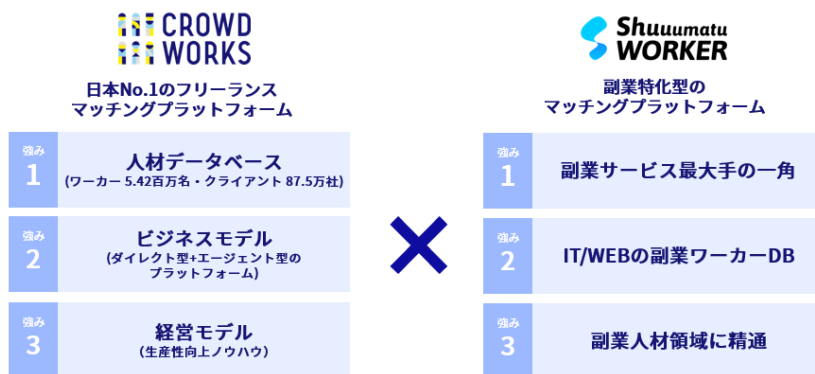 CROWD
WORKS
日本No.1のフリーランス
マッチングプラットフォーム
強み
1
人材データベース
(ワーカー 5.42百万名・クライアント 87.5万社)
強み
2
ビジネスモデル
(ダイレクト型+エージェント型の
プラットフォーム)
強み
3
経営モデル
(生産性向上ノウハウ)
×
Shuuumatu
WORKER
副業特化型の
マッチングプラットフォーム
強み
1
副業サービス最大手の一角
強み
2
IT/WEBの副業ワーカーDB
強み
3
副業人材領域に精通